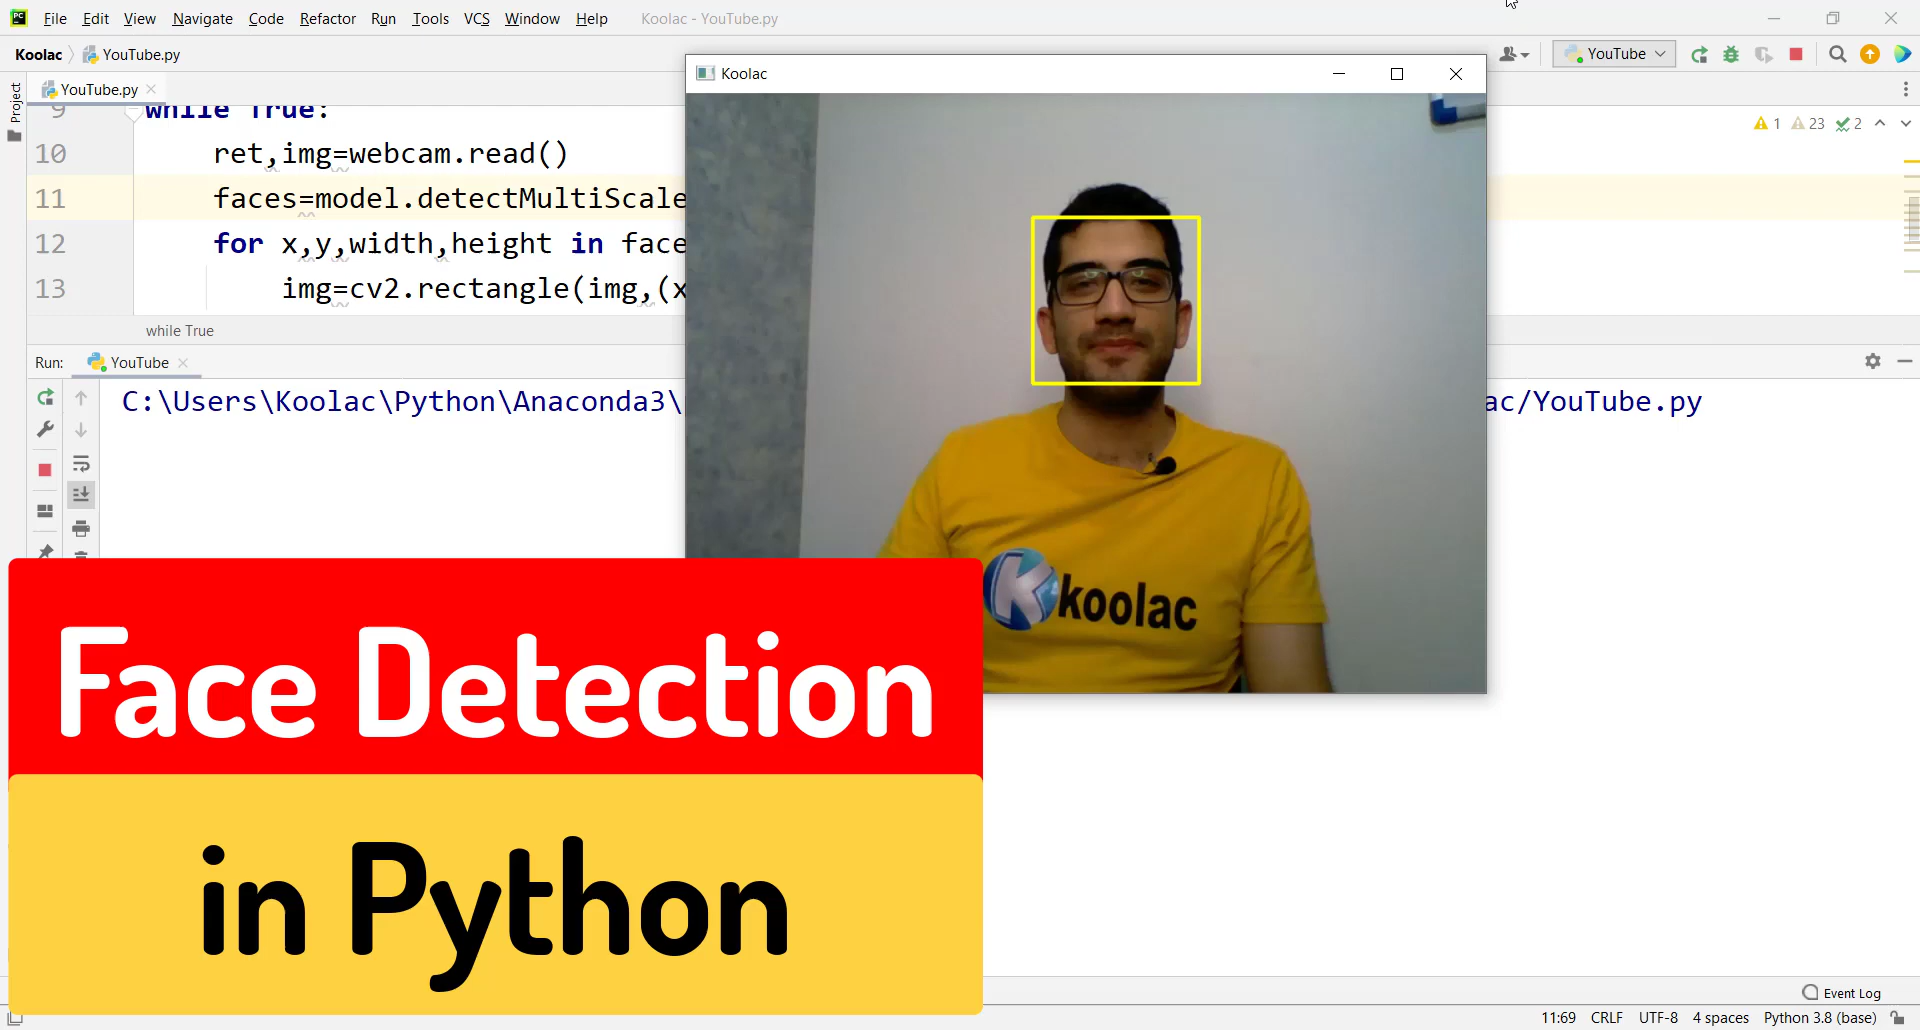 File Edit View Navigate Code Refactor Run Tools VCS Window Help Koolac - YouTube.py
Koolac YouTube.py
YouTube
Project
YouTube.py
Koolac
1 23 2
9 while True:
10 ret,img=webcam.read()
11 faces=model.detectMultiScale
12 for x,y,width,height in face
13 img=cv2.rectangle(img,(x
while True
Run: YouTube
C:\Users\Koolac\Python\Anaconda3\
ac/YouTube.py
K koolac
Face Detection
in Python
Event Log
11:69 CRLF UTF-8 4 spaces Python 3.8 (base)